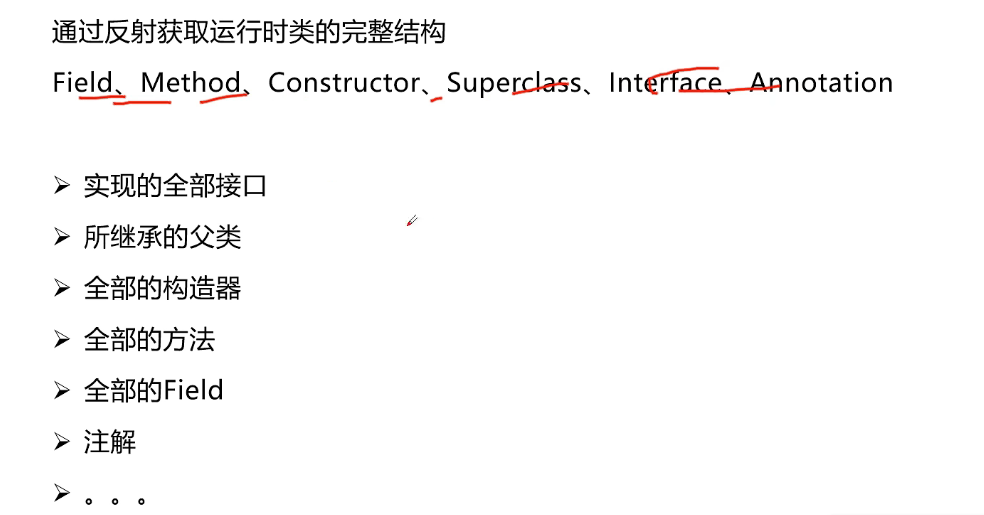 通过反射获取运行时类的完整结构
Field、Method、Constructor、Superclass、Interface、Annotation
➢ 实现的全部接口
➢ 所继承的父类
➢ 全部的构造器
➢ 全部的方法
➢ 全部的Field
➢ 注解
➢ 。。。